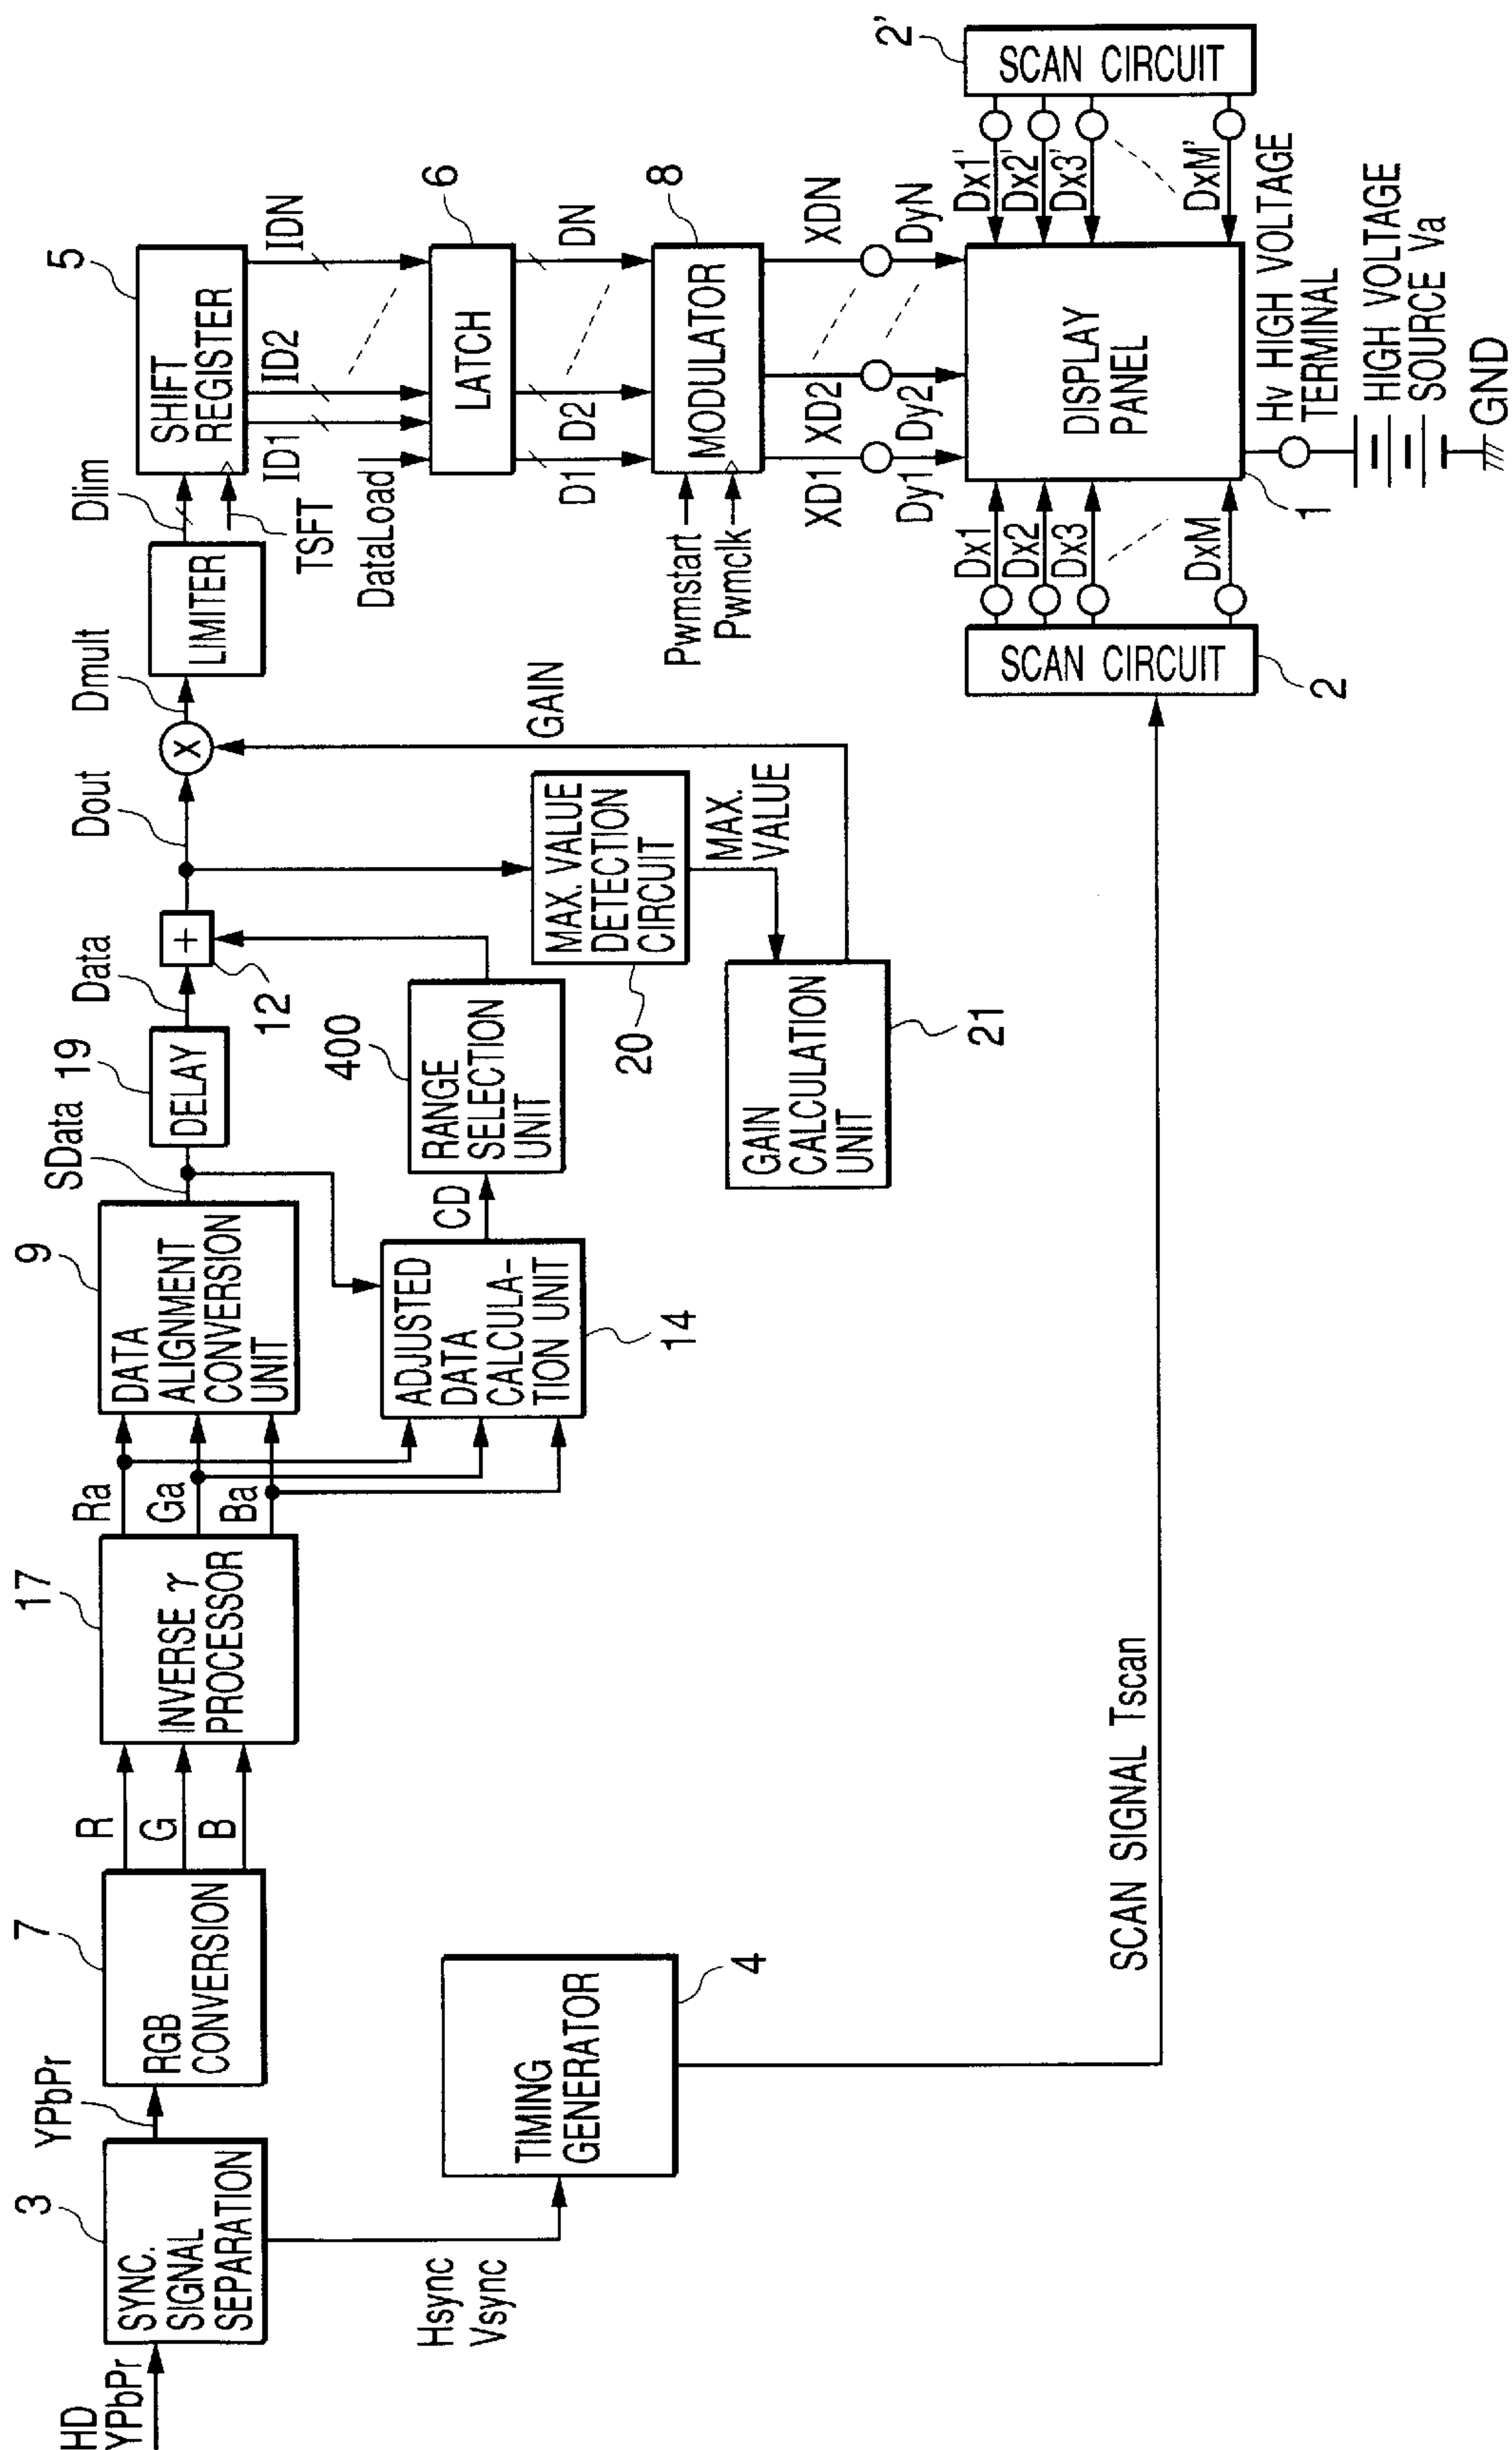 HD
YPbPr
3
SYNC.
SIGNAL
SEPARATION
YPbPr
Hsync
Vsync
7
RGB
CONVERSION
TIMING
GENERATOR
4
R
G
B
17
INVERSE γ
PROCESSOR
Ra
Ga
Ba
9
DATA
ALIGNMENT
CONVERSION
UNIT
ADJUSTED
DATA
CALCULA-
TION UNIT
14
SData
19
DELAY
CD
400
RANGE
SELECTION
UNIT
Data
+
12
Dout
MAX. VALUE
DETECTION
CIRCUIT
20
MAX.
VALUE
GAIN
CALCULATION
UNIT
21
GAIN
X
Dmult
LIMITER
Dlim
TSFT
5
SHIFT
REGISTER
ID1
ID2
IDN
DataLoad
6
LATCH
D1
D2
DN
Pwmstart
Pwmclk
8
MODULATOR
XD1
XD2
XDN
Dy1
Dy2
DyN
SCAN SIGNAL Tscan
SCAN CIRCUIT
2
Dx1
Dx2
Dx3
DxM
DISPLAY
PANEL
1
Dx1'
Dx2'
Dx3'
DxM'
2'
SCAN CIRCUIT
Hv HIGH VOLTAGE
TERMINAL
HIGH VOLTAGE
SOURCE Va
GND